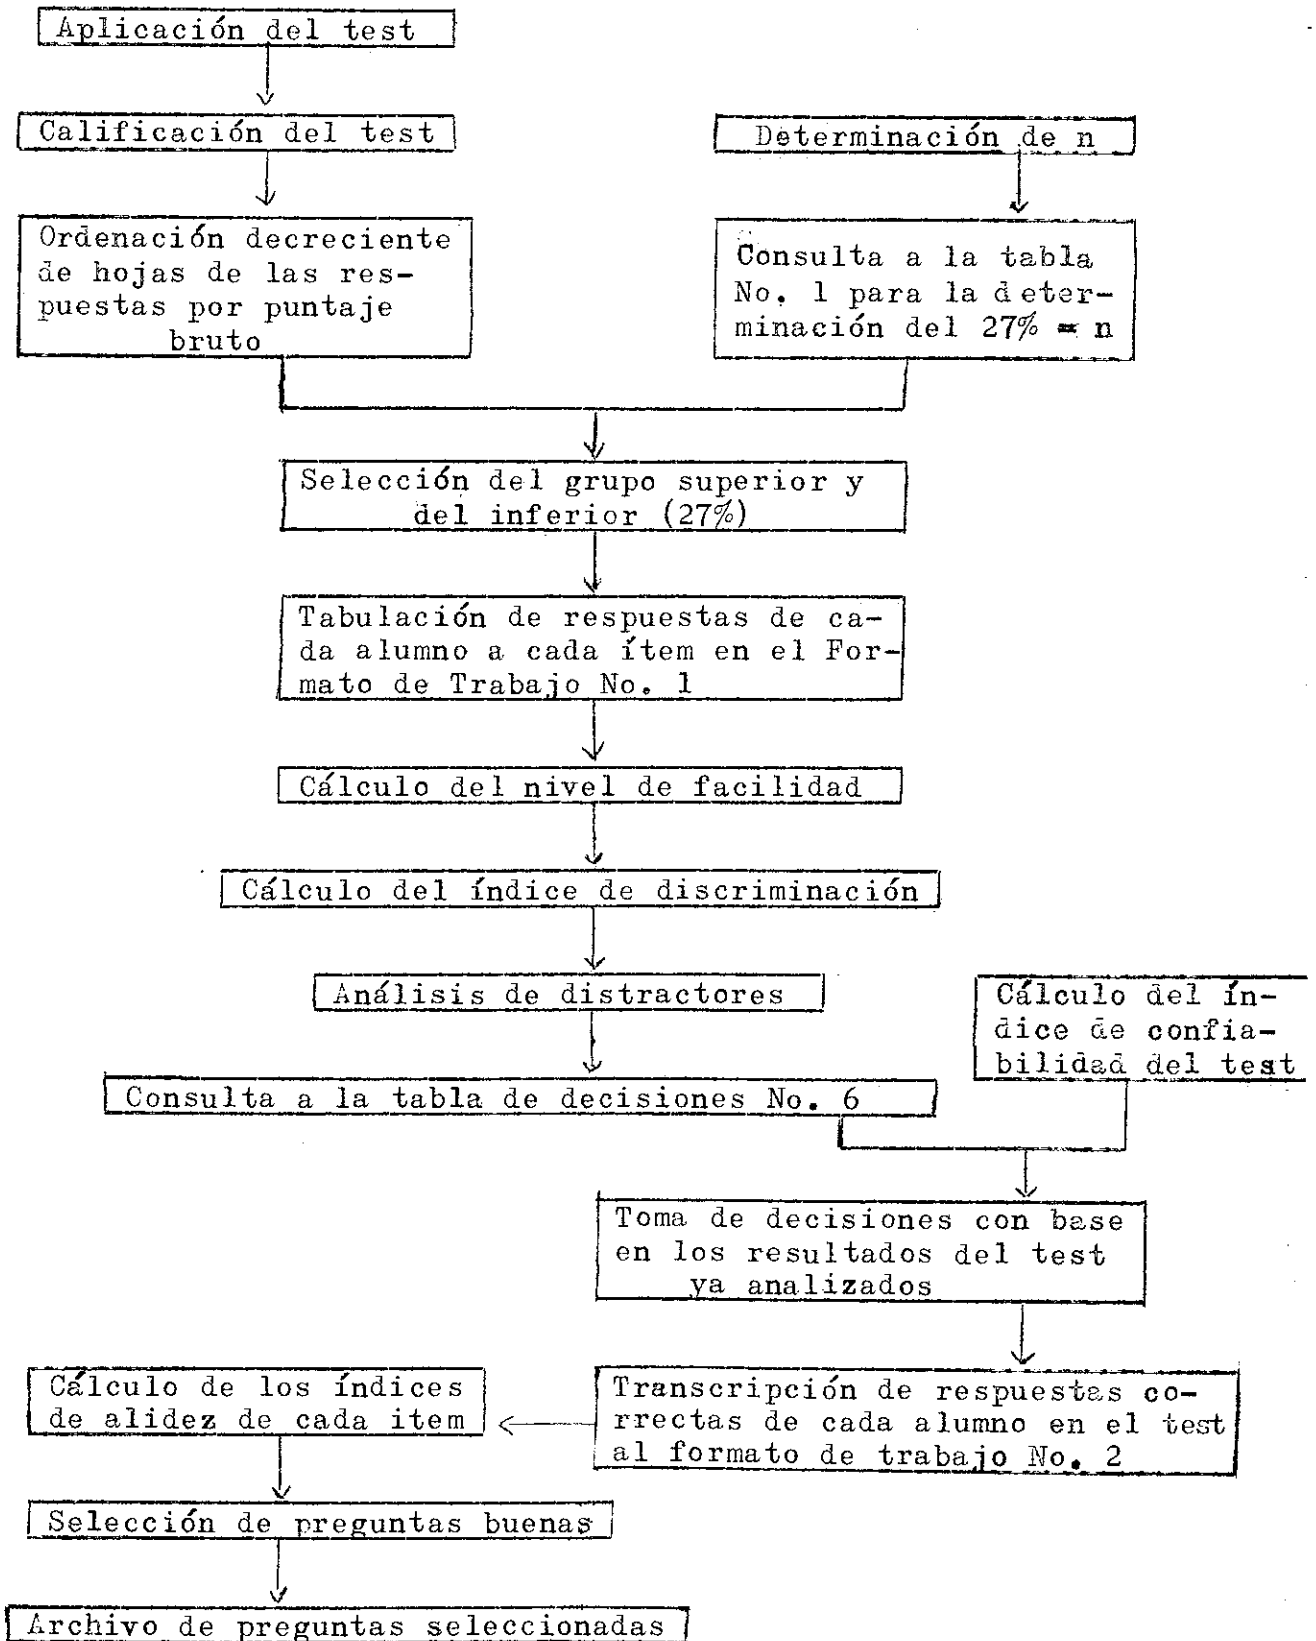 Aplicación del test
Calificación del test
Determinación de n
Ordenación decreciente
de hojas de las res-
puestas por puntaje
bruto
Consulta a la tabla
No. 1 para la deter-
minación del 27% = n
Selección del grupo superior y
del inferior (27%)
Tabulación de respuestas de ca-
da alumno a cada ítem en el For-
mato de Trabajo No. 1
Cálculo del nivel de facilidad
Cálculo del índice de discriminación
Análisis de distractores
Cálculo del ín-
dice de confia-
bilidad del test
Consulta a la tabla de decisiones No. 6
Toma de decisiones con base
en los resultados del test
ya analizados
Transcripción de respuestas co-
rrectas de cada alumno en el test
al formato de trabajo No. 2
Cálculo de los índices
de alidez de cada item
Selección de preguntas buenas
Archivo de preguntas seleccionadas